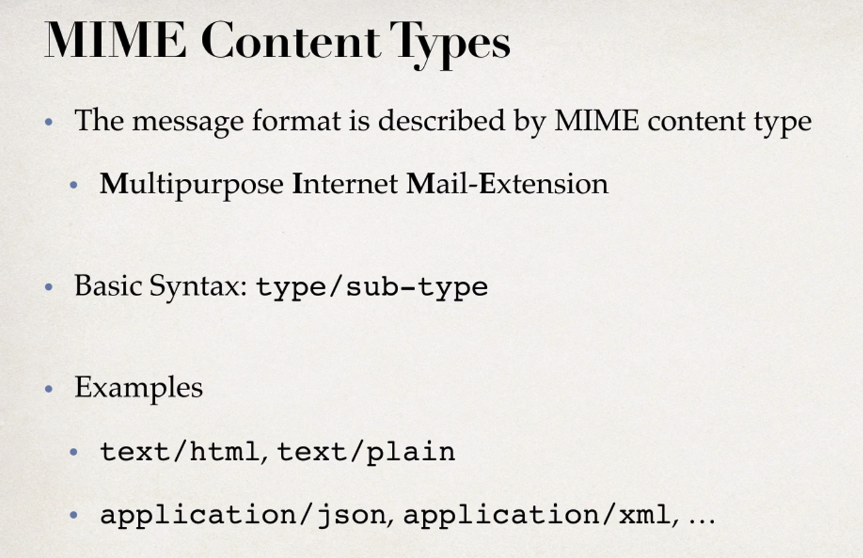 MIME Content Types
• The message format is described by MIME content type
• Multipurpose Internet Mail-Extension
• Basic Syntax: type/sub-type
• Examples
• text/html, text/plain
• application/json, application/xml, ...